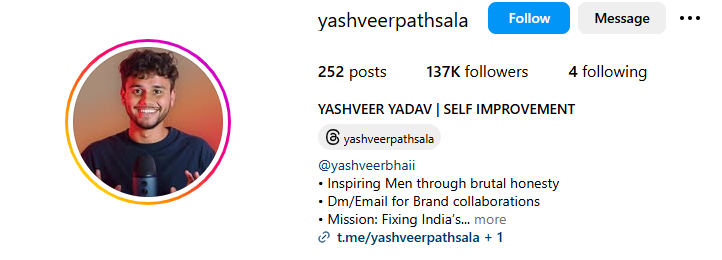 yashveerpathsala Follow Message
252 posts 137K followers 4 following
YASHVEER YADAV | SELF IMPROVEMENT
yashveerpathsala
@yashveerbhaii
• Inspiring Men through brutal honesty
• Dm/Email for Brand collaborations
• Mission: Fixing India’s... more
t.me/yashveerpathsala + 1